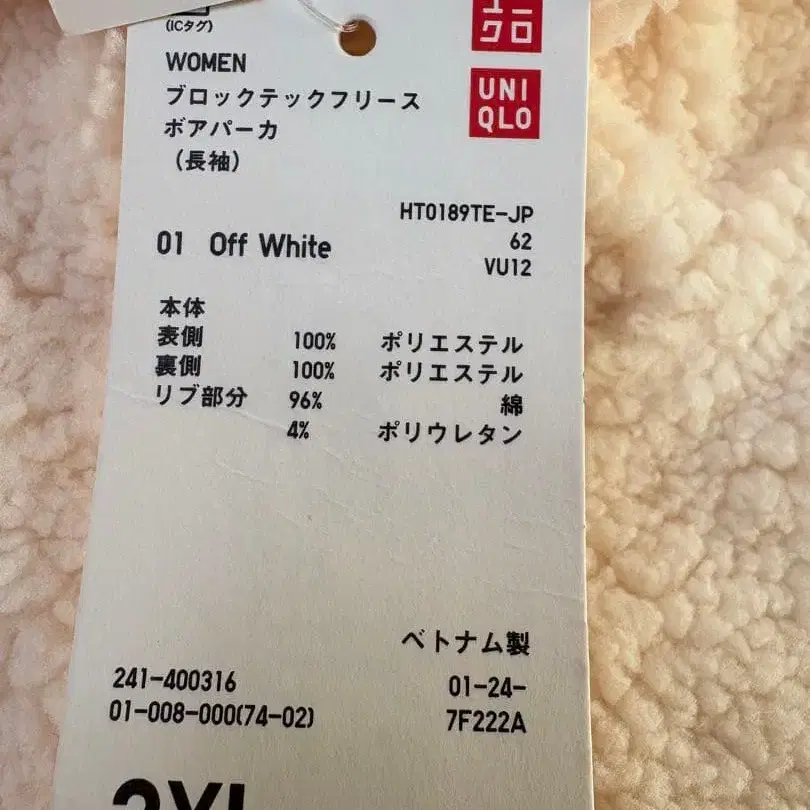 (ICタグ)
ユニ
クロ
UNI
QLO
WOMEN
ブロックテックフリース
ボアパーカ
(長袖)
HT0189TE-JP
01 Off White
62
VU12
本体
表側 100% ポリエステル
裏側 100% ポリエステル
リブ部分 96% 綿
4% ポリウレタン
ベトナム製
241-400316 01-24-
01-008-000(74-02) 7F222A